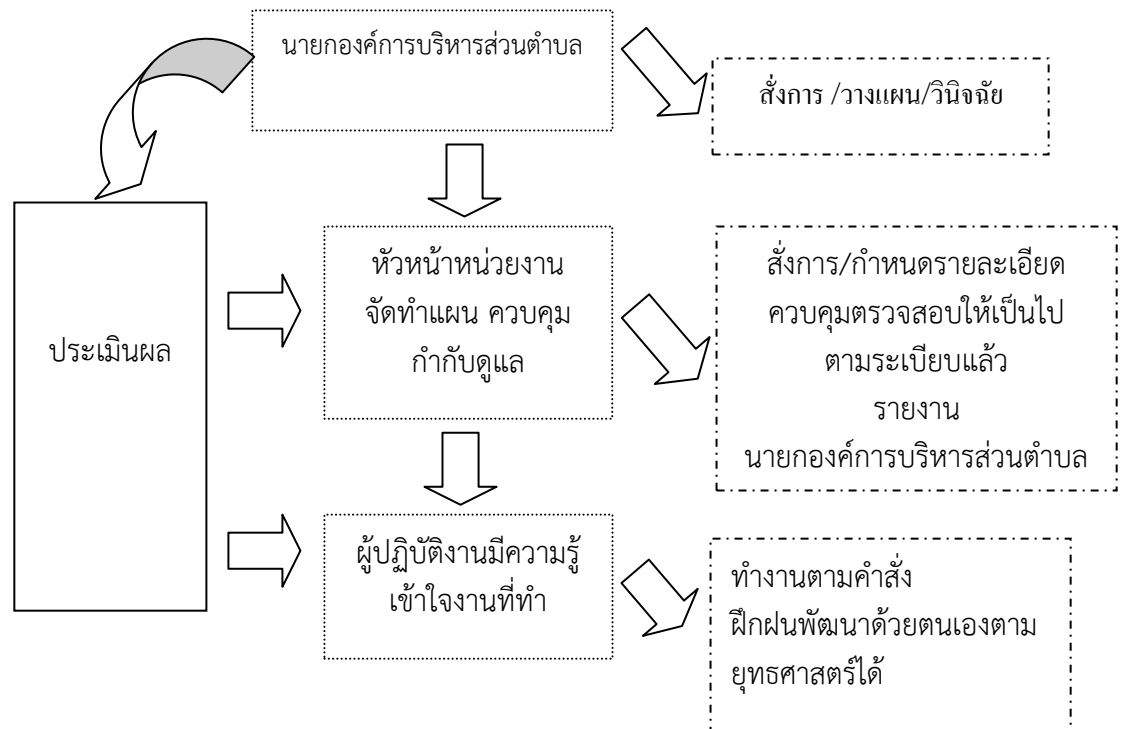 นายกองค์การบริหารส่วนตำบล
สั่งการ /วางแผน/วินิจฉัย
ประเมินผล
หัวหน้าหน่วยงาน
จัดทำแผน ควบคุม
กำกับดูแล
สั่งการ/กำหนดรายละเอียด
ควบคุมตรวจสอบให้เป็นไป
ตามระเบียบแล้ว
รายงาน
นายกองค์การบริหารส่วนตำบล
ผู้ปฏิบัติงานมีความรู้
เข้าใจงานที่ทำ
ทำงานตามคำสั่ง
ฝึกฝนพัฒนาด้วยตนเองตาม
ยุทธศาสตร์ได้